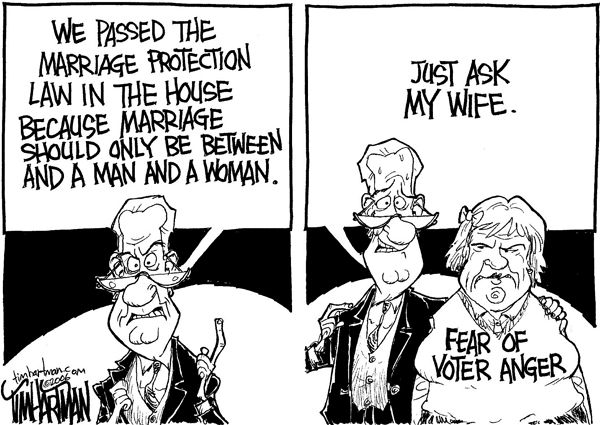 WE PASSED THE
MARRIAGE PROTECTION
LAW IN THE HOUSE
BECAUSE MARRIAGE
SHOULD ONLY BE BETWEEN
AND A MAN AND A WOMAN.
timhartman.com
©2006
TIM HARTMAN
JUST ASK
MY WIFE.
FEAR OF
VOTER ANGER